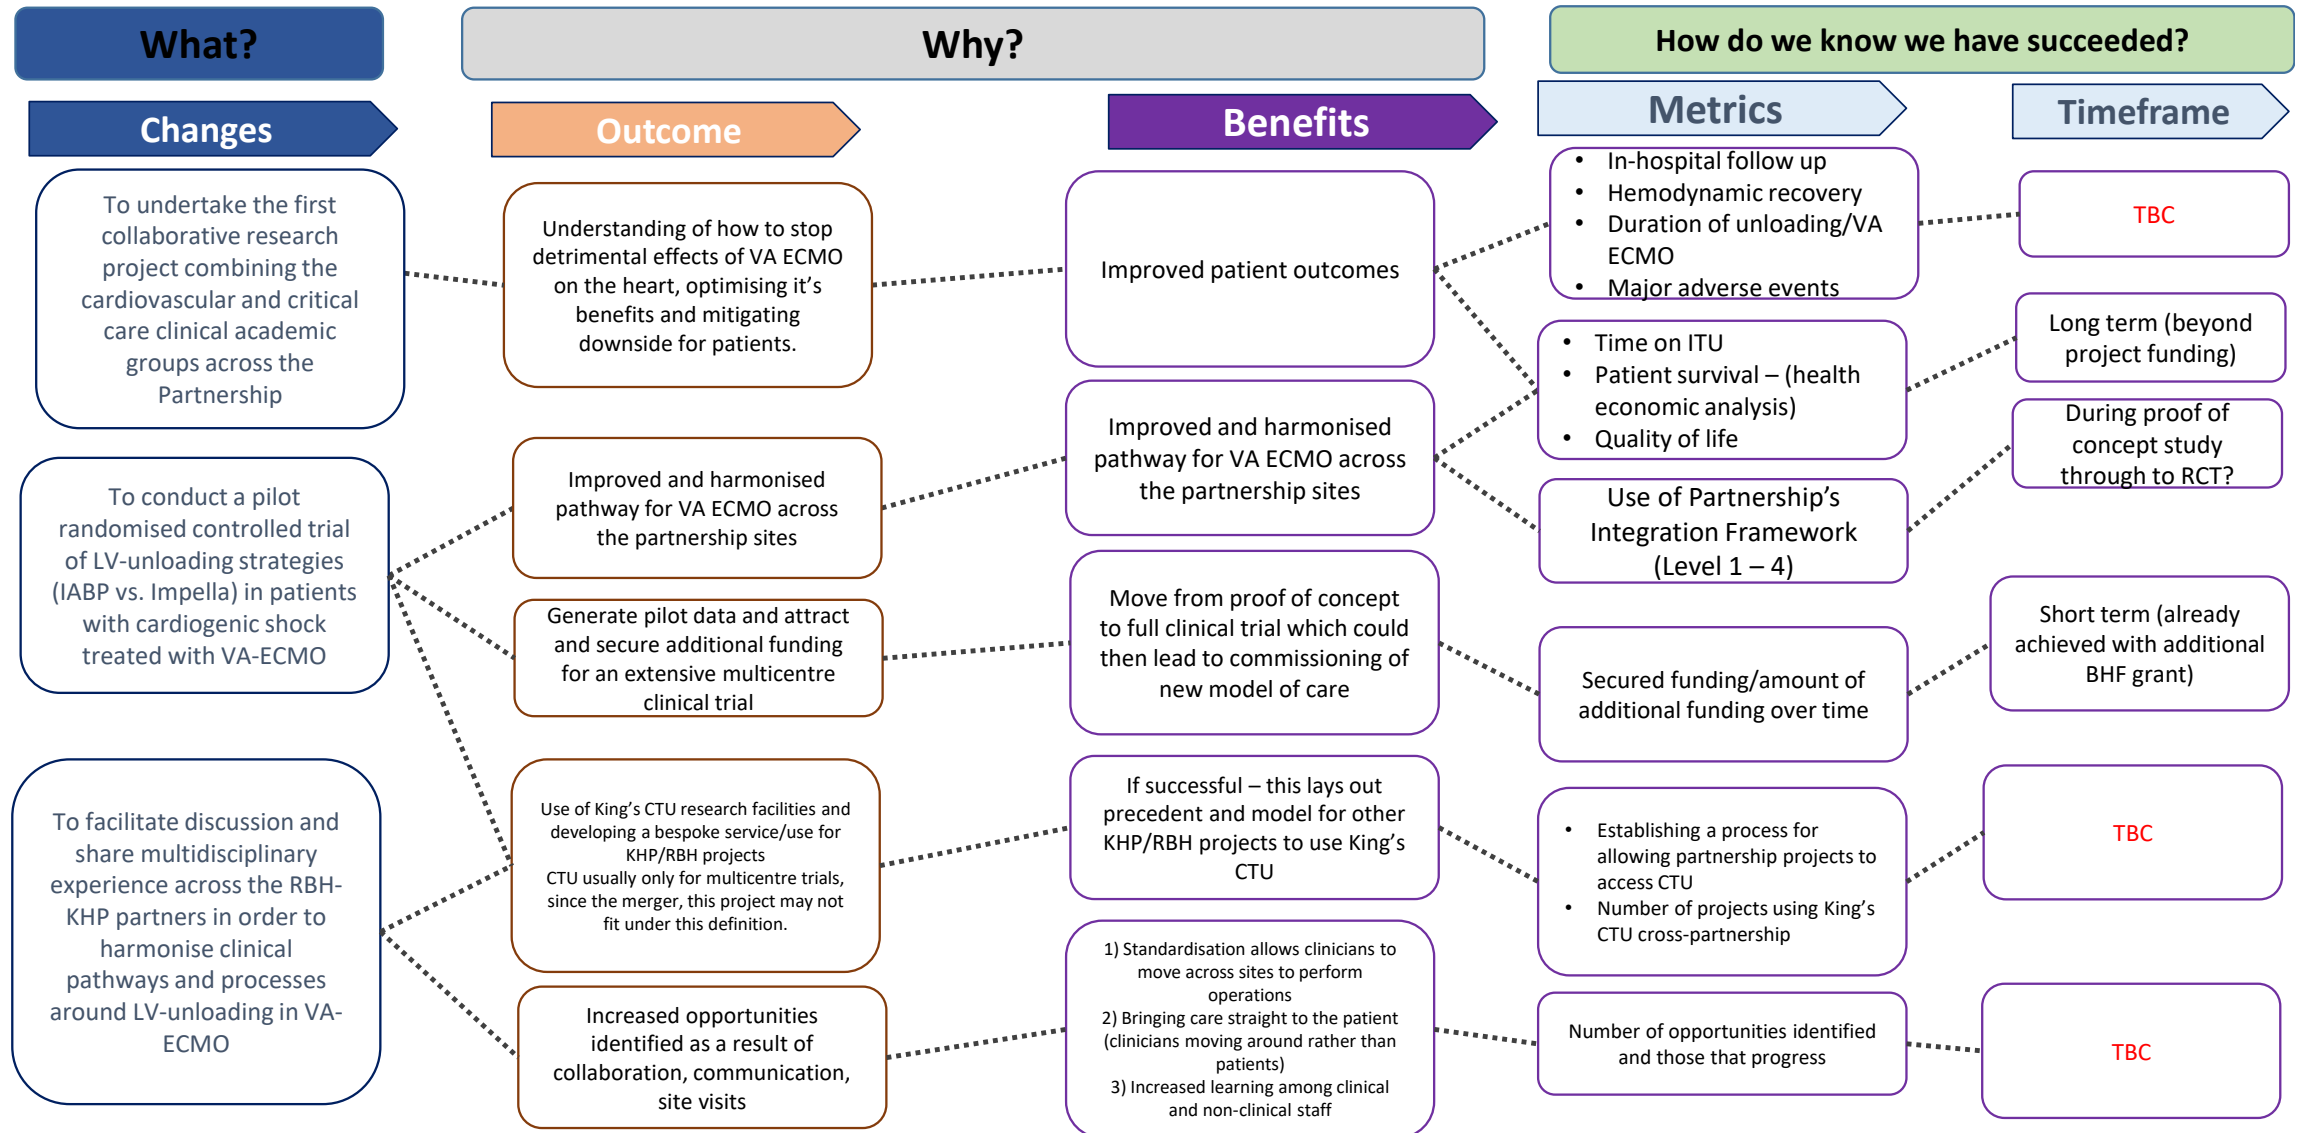 What?
Why?
How do we know we have succeeded?
Changes
Outcome
Benefits
Metrics
Timeframe
To undertake the first
collaborative research
project combining the
cardiovascular and critical
care clinical academic
groups across the
Partnership
To conduct a pilot
randomised controlled trial
of LV-unloading strategies
(IABP vs. Impella) in patients
with cardiogenic shock
treated with VA-ECMO
To facilitate discussion and
share multidisciplinary
experience across the RBH-
KHP partners in order to
harmonise clinical
pathways and processes
around LV-unloading in VA-
ECMO
Understanding of how to stop
detrimental effects of VA ECMO
on the heart, optimising it’s
benefits and mitigating
downside for patients.
Improved and harmonised
pathway for VA ECMO across
the partnership sites
Generate pilot data and attract
and secure additional funding
for an extensive multicentre
clinical trial
Use of King’s CTU research facilities and
developing a bespoke service/use for
KHP/RBH projects
CTU usually only for multicentre trials,
since the merger, this project may not
fit under this definition.
Increased opportunities
identified as a result of
collaboration, communication,
site visits
Improved patient outcomes
Improved and harmonised
pathway for VA ECMO across
the partnership sites
Move from proof of concept
to full clinical trial which could
then lead to commissioning of
new model of care
If successful – this lays out
precedent and model for other
KHP/RBH projects to use King’s
CTU
1) Standardisation allows clinicians to
move across sites to perform
operations
2) Bringing care straight to the patient
(clinicians moving around rather than
patients)
3) Increased learning among clinical
and non-clinical staff
• In-hospital follow up
• Hemodynamic recovery
• Duration of unloading/VA
ECMO
• Major adverse events
• Time on ITU
• Patient survival – (health
economic analysis)
• Quality of life
Use of Partnership’s
Integration Framework
(Level 1 – 4)
Secured funding/amount of
additional funding over time
• Establishing a process for
allowing partnership projects to
access CTU
• Number of projects using King’s
CTU cross-partnership
Number of opportunities identified
and those that progress
TBC
Long term (beyond
project funding)
During proof of
concept study
through to RCT?
Short term (already
achieved with additional
BHF grant)
TBC
TBC